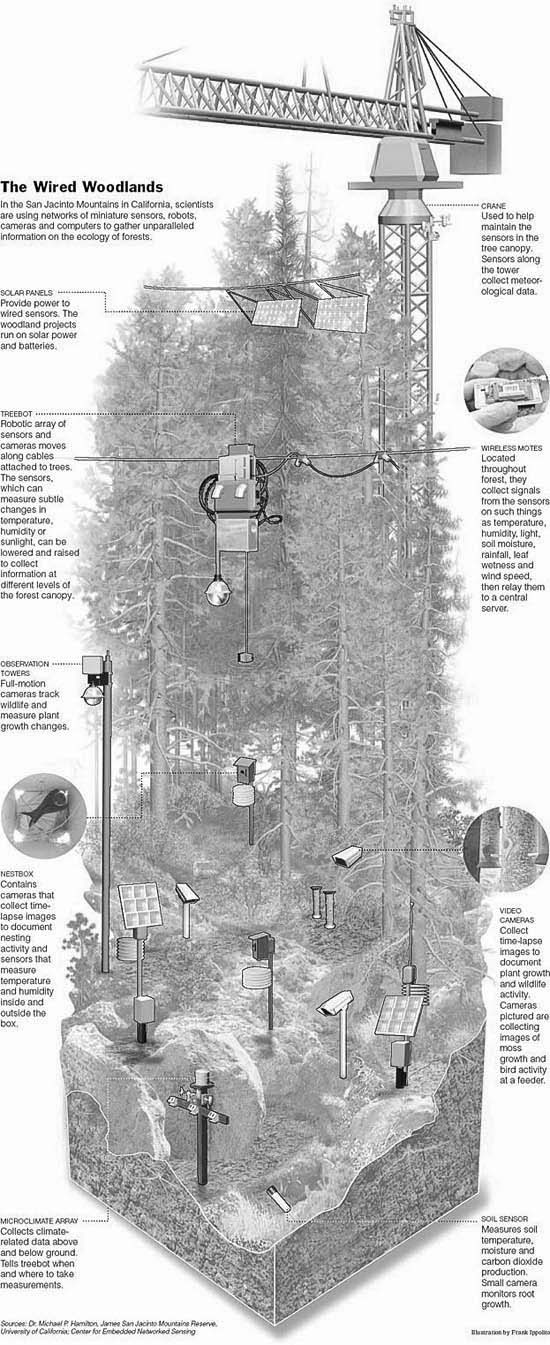 The Wired Woodlands
In the San Jacinto Mountains in California, scientists
are using networks of miniature sensors, robots,
cameras and computers to gather unparalleled
information on the ecology of forests.
CRANE
Used to help
maintain the
sensors in the
tree canopy.
Sensors along
the tower
collect meteor-
ological data.
SOLAR PANELS
Provide power to
wired sensors. The
woodland projects
run on solar power
and batteries.
TREEBOT
Robotic array of
sensors and
cameras moves
along cables
attached to trees.
The sensors,
which can
measure subtle
changes in
temperature,
humidity or
sunlight, can be
lowered and raised
to collect
information at
different levels of
the forest canopy.
WIRELESS MOTES
Located
throughout
forest, they
collect signals
from the sensors
on such things
as temperature,
humidity, light,
soil moisture,
rainfall, leaf
wetness and
wind speed,
then relay them
to a central
server.
OBSERVATION
TOWERS
Full-motion
cameras track
wildlife and
measure plant
growth changes.
NESTBOX
Contains
cameras that
collect time-
lapse images
to document
nesting
activity and
sensors that
measure
temperature
and humidity
inside and
outside the
box.
VIDEO
CAMERAS
Collect
time-lapse
images to
document
plant growth
and wildlife
activity.
Cameras
pictured are
collecting
images of
moss
growth and
bird activity
at a feeder.
MICROCLIMATE ARRAY
Collects climate-
related data above
and below ground.
Tells treebot when
and where to take
measurements.
SOIL SENSOR
Measures soil
temperature,
moisture and
carbon dioxide
production.
Small camera
monitors root
growth.
Sources: Dr. Michael P. Hamilton, James San Jacinto Mountains Reserve,
University of California; Center for Embedded Networked Sensing
Illustration by Frank Ippolito